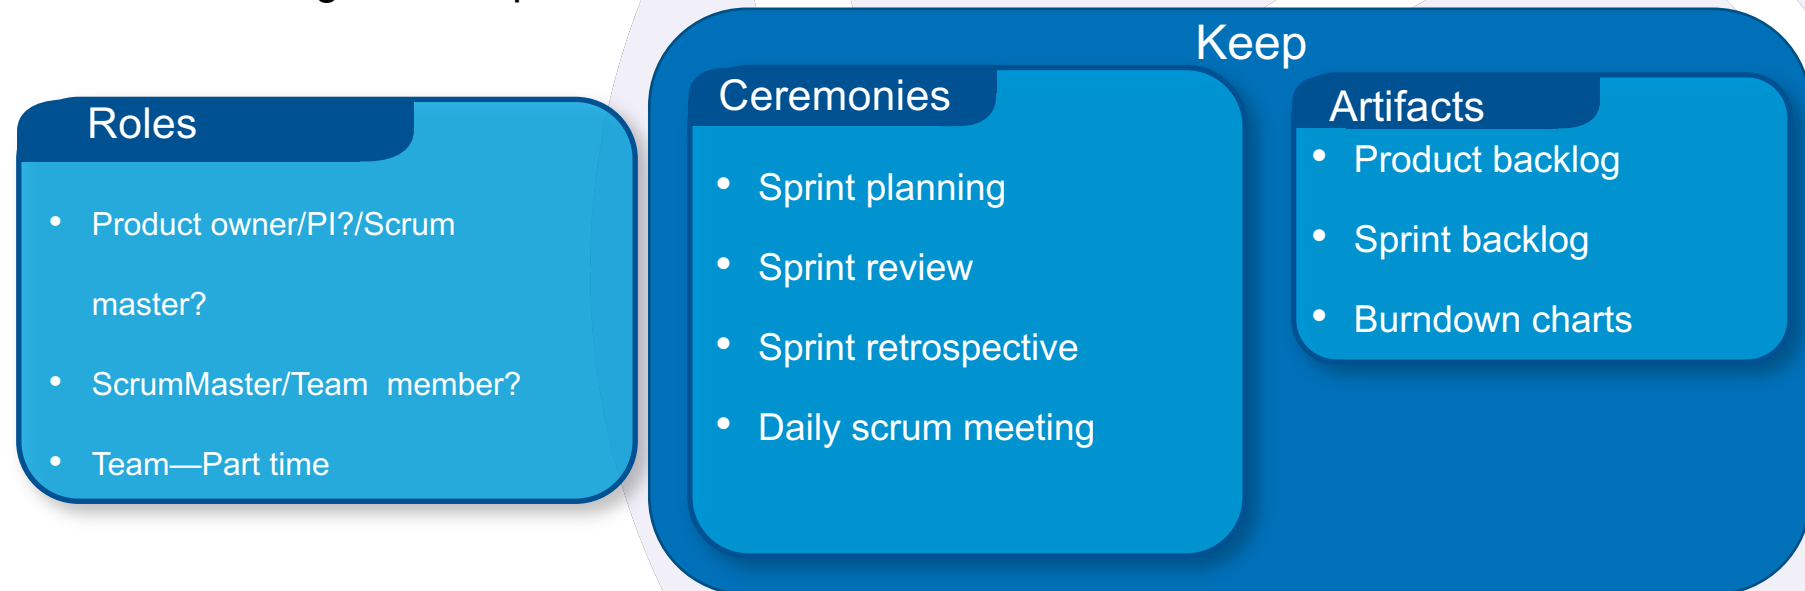 Keep
Roles
Product owner/PI?/Scrum
master?
ScrumMaster/Team member?
Team—Part time
Ceremonies
Sprint planning
Sprint review
Sprint retrospective
Daily scrum meeting
Artifacts
Product backlog
Sprint backlog
Burndown charts